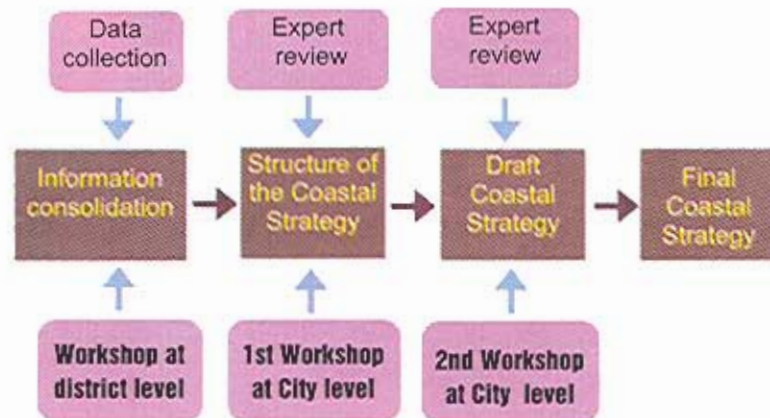 Data
collection
Expert
review
Expert
review
Information
consolidation
Structure of
the Coastal
Strategy
Draft
Coastal
Strategy
Final
Coastal
Strategy
Workshop at
district level
1st Workshop
at City level
2nd Workshop
at City level